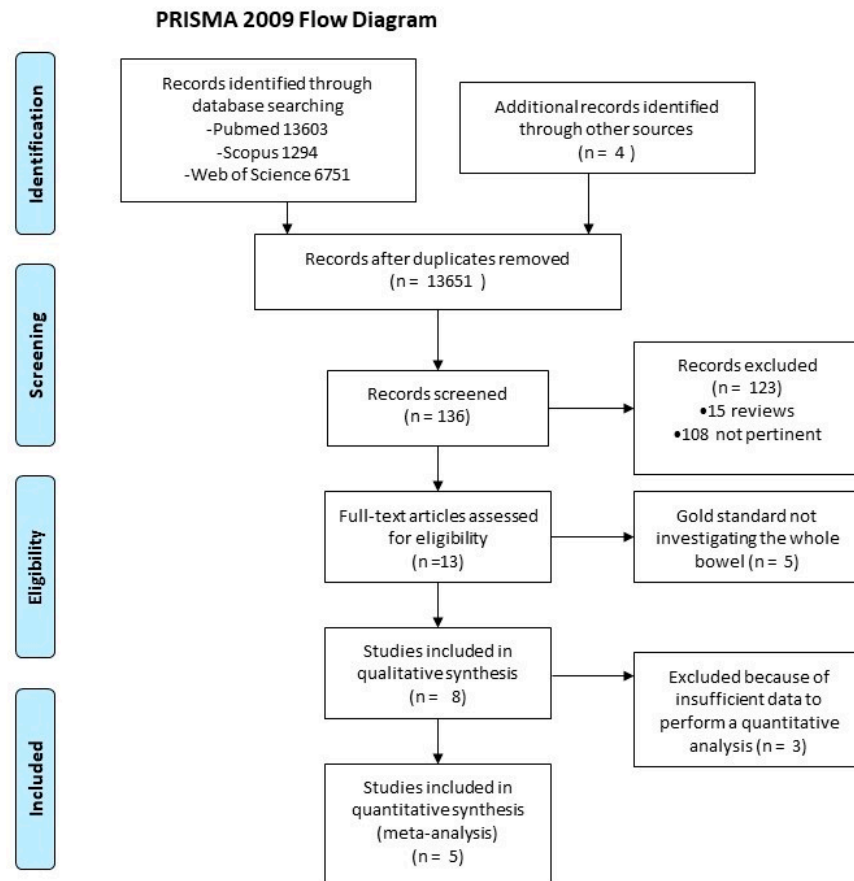 PRISMA 2009 Flow Diagram
Identification
Records identified through
database searching
-Pubmed 13603
-Scopus 1294
-Web of Science 6751
Additional records identified
through other sources
(n = 4 )
Records after duplicates removed
(n = 13651 )
Screening
Records screened
(n = 136)
Records excluded
(n = 123)
•15 reviews
•108 not pertinent
Eligibility
Full-text articles assessed
for eligibility
(n =13)
Gold standard not
investigating the whole
bowel (n = 5)
Studies included in
qualitative synthesis
(n = 8)
Excluded because of
insufficient data to
perform a quantitative
analysis (n = 3)
Included
Studies included in
quantitative synthesis
(meta-analysis)
(n = 5)